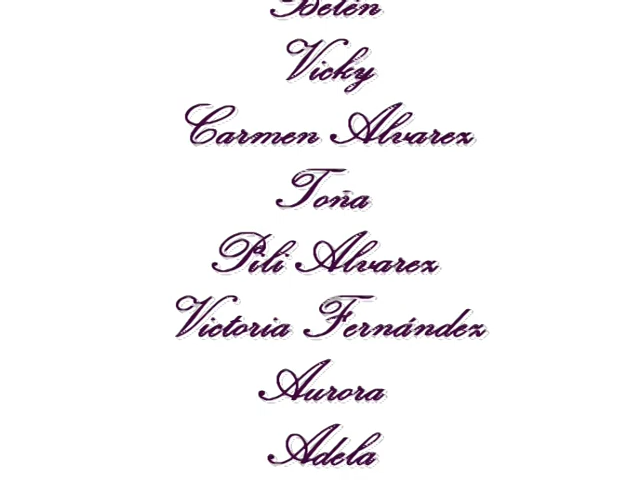 Belén
Vicky
Carmen Alvarez
Toña
Pili Alvarez
Victoria Fernández
Aurora
Adela